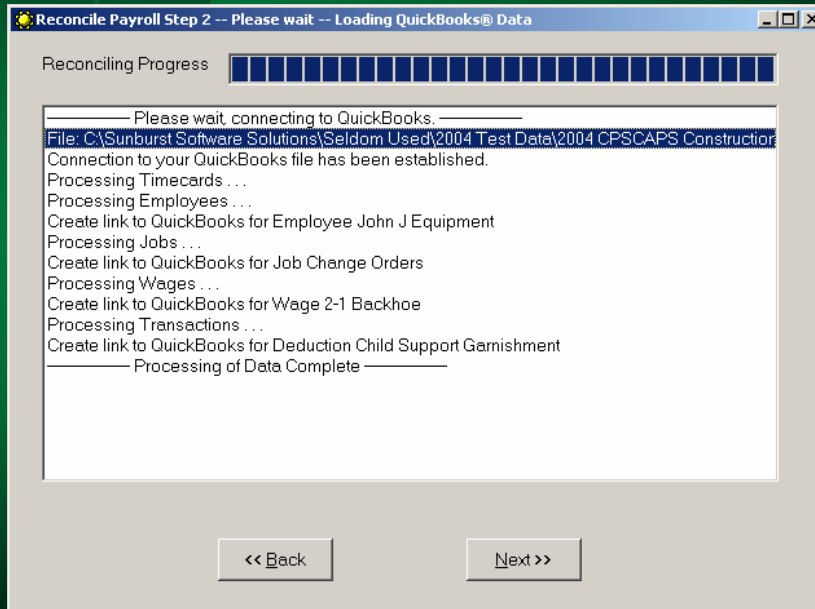 Reconcile Payroll Step 2 -- Please wait -- Loading QuickBooks® Data
Reconciling Progress
Please wait, connecting to QuickBooks.
File: C:\Sunburst Software Solutions\Seldom Used\2004 Test Data\2004 CPSCAPS Construction
Connection to your QuickBooks file has been established.
Processing Timecards . . .
Processing Employees . . .
Create link to QuickBooks for Employee John J Equipment
Processing Jobs . . .
Create link to QuickBooks for Job Change Orders
Processing Wages . . .
Create link to QuickBooks for Wage 2-1 Backhoe
Processing Transactions . . .
Create link to QuickBooks for Deduction Child Support Garnishment
Processing of Data Complete
<< Back
Next >>